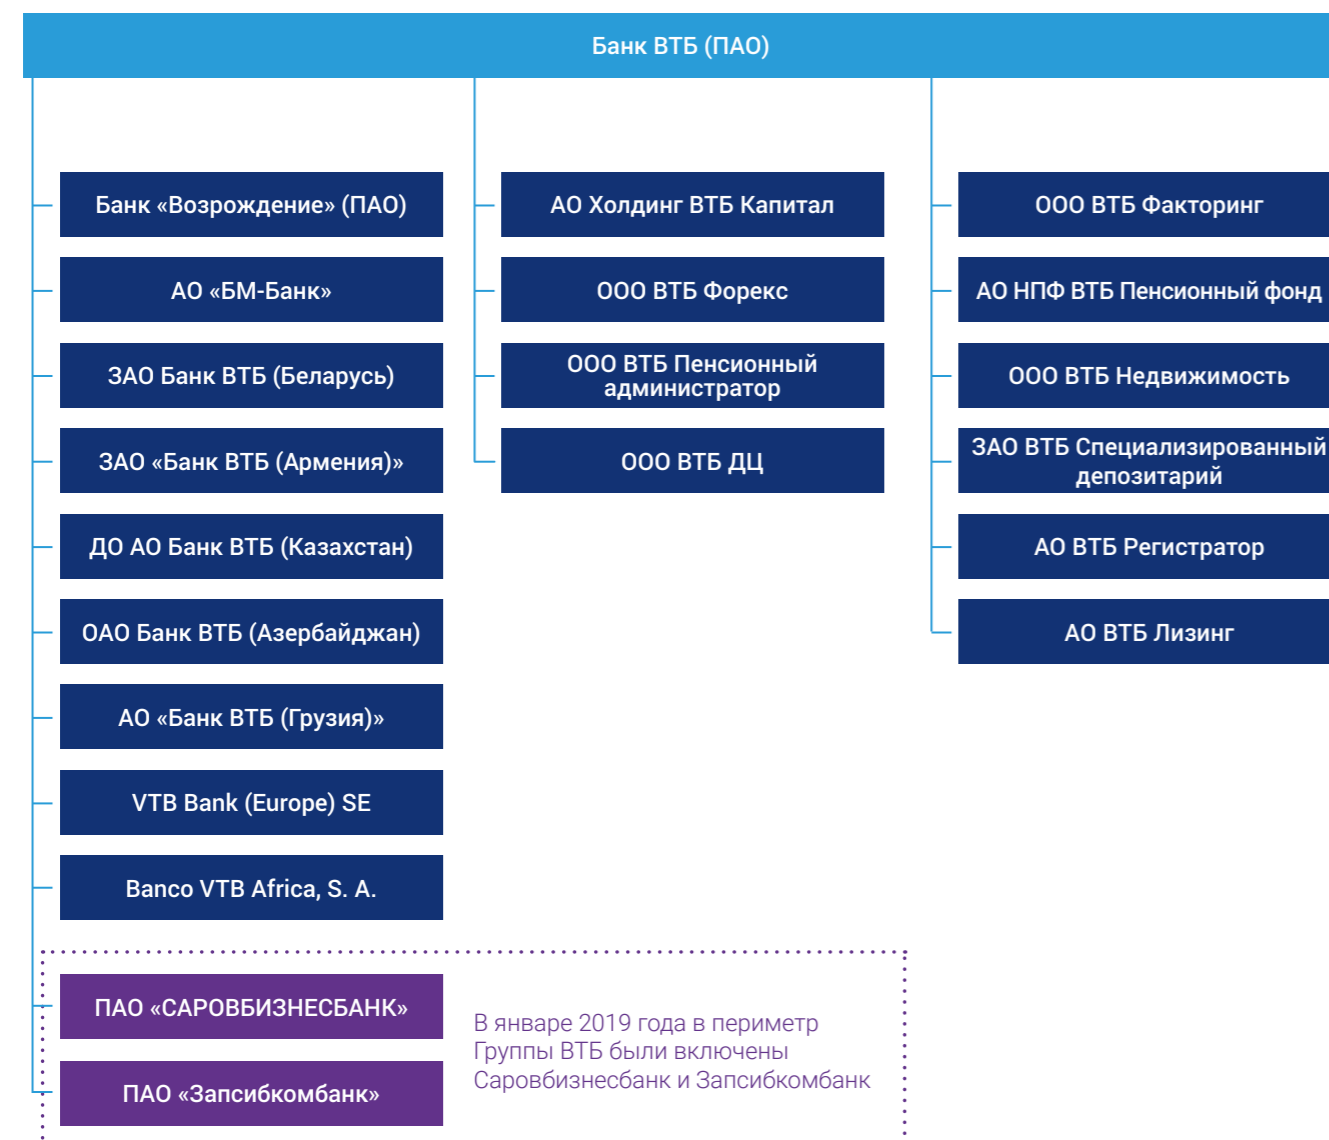 Банк ВТБ (ПАО)
Банк «Возрождение» (ПАО)
АО «БМ-Банк»
ЗАО Банк ВТБ (Беларусь)
ЗАО «Банк ВТБ (Армения)»
ДО АО Банк ВТБ (Казахстан)
ОАО Банк ВТБ (Азербайджан)
АО «Банк ВТБ (Грузия)»
VTB Bank (Europe) SE
Banco VTB Africa, S. A.
ПАО «САРОВБИЗНЕСБАНК»
ПАО «Запсибкомбанк»
АО Холдинг ВТБ Капитал
ООО ВТБ Форекс
ООО ВТБ Пенсионный
администратор
ООО ВТБ ДЦ
ООО ВТБ Факторинг
АО НПФ ВТБ Пенсионный фонд
ООО ВТБ Недвижимость
ЗАО ВТБ Специализированный
депозитарий
АО ВТБ Регистратор
АО ВТБ Лизинг
В январе 2019 года в периметр
Группы ВТБ были включены
Саровбизнесбанк и Запсибкомбанк